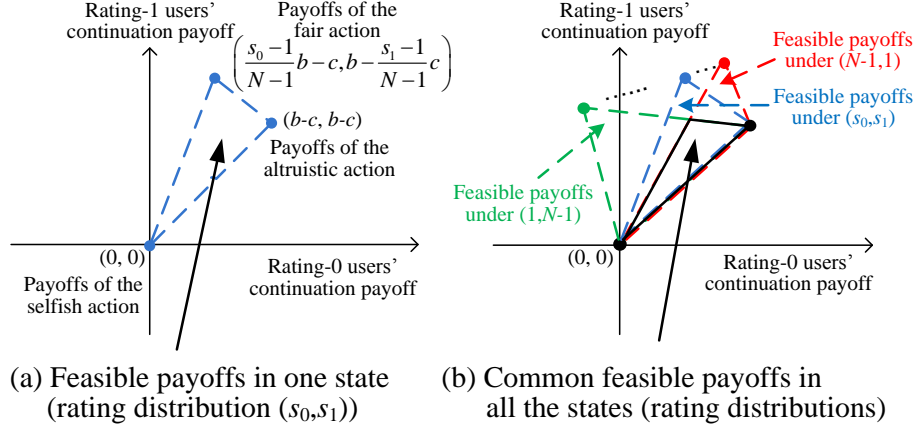 Rating-1 users'
continuation payoff
Payoffs of the
fair action
(s₀−1/N−1 b−c, b−s₁−1/N−1 c)
(b-c, b-c)
Payoffs of the
altruistic action
(0, 0)
Payoffs of the
selfish action
Rating-0 users'
continuation payoff
(a) Feasible payoffs in one state
(rating distribution (s₀,s₁))
Rating-1 users'
continuation payoff
Feasible payoffs
under (N-1,1)
Feasible payoffs
under (s₀,s₁)
Feasible payoffs
under (1,N-1)
(0, 0)
Rating-0 users'
continuation payoff
(b) Common feasible payoffs in
all the states (rating distributions)